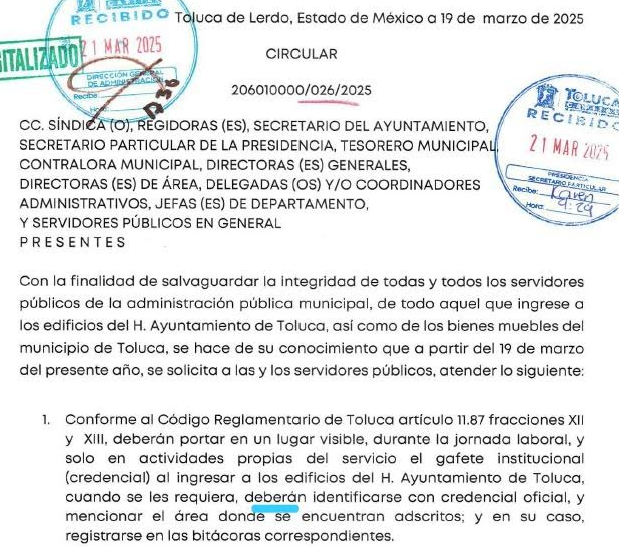 RECIBIDO
Toluca de Lerdo, Estado de México a 19 de marzo de 2025
21 MAR 2025
DIRECCIÓN GENERAL
DE ADMINISTRACIÓN
Recibe:
Hora:
CIRCULAR
206010000/026/2025
TOLUCA
RECIBIDO
21 MAR 2025
PRESIDENCIA
SECRETARIO PARTICULAR
Recibe: Karen
Hora: 9:29
CC. SÍNDICA (O), REGIDORAS (ES), SECRETARIO DEL AYUNTAMIENTO,
SECRETARIO PARTICULAR DE LA PRESIDENCIA, TESORERO MUNICIPAL,
CONTRALORA MUNICIPAL, DIRECTORAS (ES) GENERALES,
DIRECTORAS (ES) DE ÁREA, DELEGADAS (OS) Y/O COORDINADORES
ADMINISTRATIVOS, JEFAS (ES) DE DEPARTAMENTO,
Y SERVIDORES PÚBLICOS EN GENERAL
P R E S E N T E S
Con la finalidad de salvaguardar la integridad de todas y todos los servidores
públicos de la administración pública municipal, de todo aquel que ingrese a
los edificios del H. Ayuntamiento de Toluca, así como de los bienes muebles del
municipio de Toluca, se hace de su conocimiento que a partir del 19 de marzo
del presente año, se solicita a las y los servidores públicos, atender lo siguiente:
1. Conforme al Código Reglamentario de Toluca artículo 11.87 fracciones XII
y XIII, deberán portar en un lugar visible, durante la jornada laboral, y
solo en actividades propias del servicio el gafete institucional
(credencial) al ingresar a los edificios del H. Ayuntamiento de Toluca,
cuando se les requiera, deberán identificarse con credencial oficial, y
mencionar el área donde se encuentran adscritos; y en su caso,
registrarse en las bitácoras correspondientes.